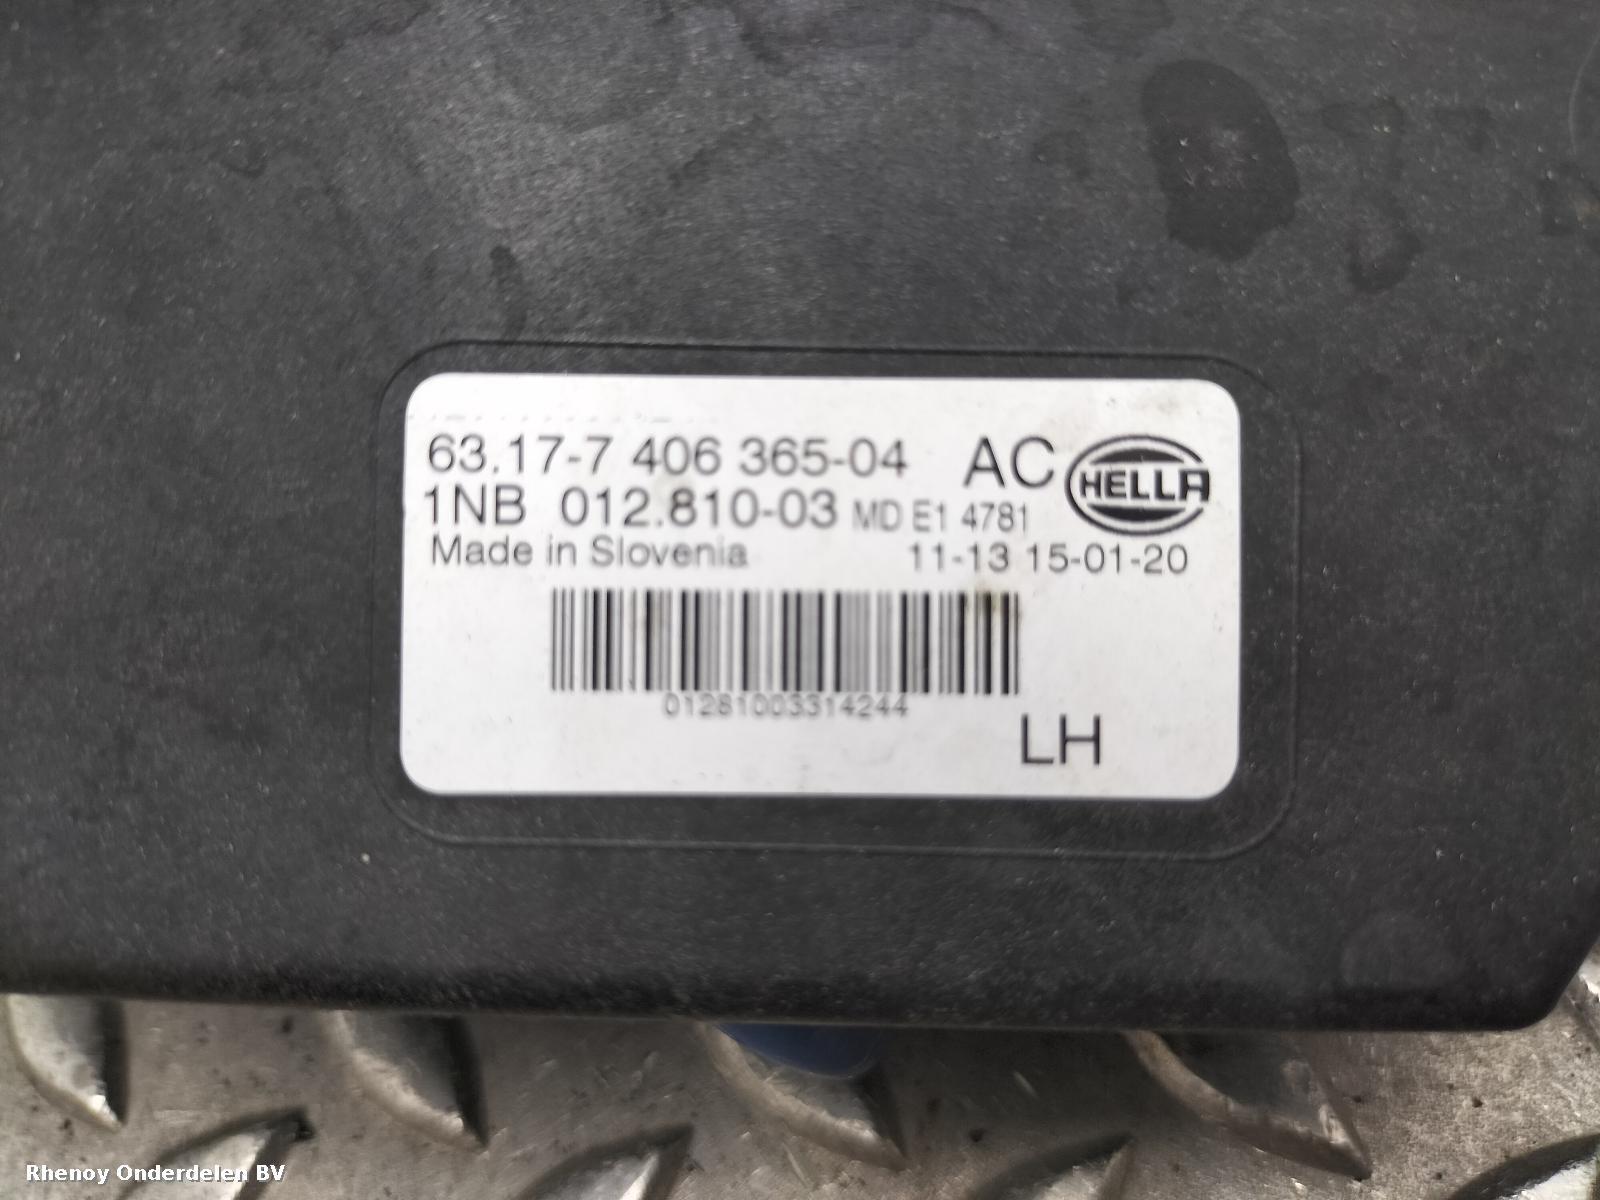 63.17-7 406 365-04 AC HELLA
1NB 012.810-03 MD E1 4781
Made in Slovenia 11-13 15-01-20
01281003314244
LH
Rhenoy Onderdelen BV